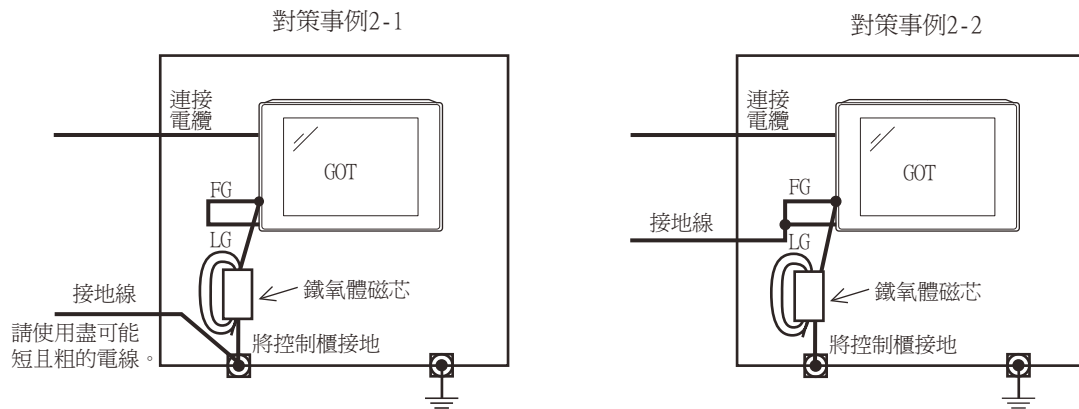 對策事例2-1
連接
電纜
GOT
FG
LG
接地線
鐵氧體磁芯
請使用盡可能
短且粗的電線。
將控制櫃接地
對策事例2-2
連接
電纜
GOT
FG
接地線
LG
鐵氧體磁芯
將控制櫃接地